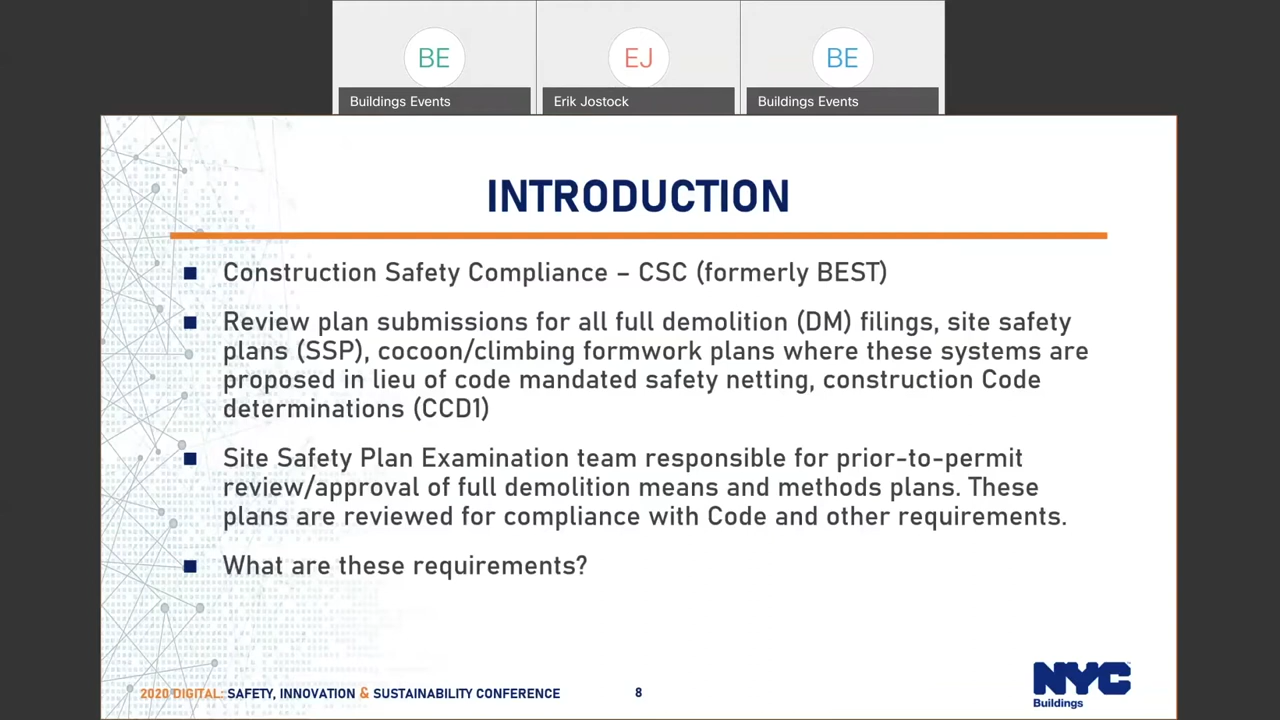 BE
EJ
BE
Buildings Events
Erik Jostock
Buildings Events
INTRODUCTION
Construction Safety Compliance – CSC (formerly BEST)
Review plan submissions for all full demolition (DM) filings, site safety
plans (SSP), cocoon/climbing formwork plans where these systems are
proposed in lieu of code mandated safety netting, construction Code
determinations (CCD1)
Site Safety Plan Examination team responsible for prior-to-permit
review/approval of full demolition means and methods plans. These
plans are reviewed for compliance with Code and other requirements.
What are these requirements?
2020 DIGITAL: SAFETY, INNOVATION & SUSTAINABILITY CONFERENCE
8
NYC
Buildings